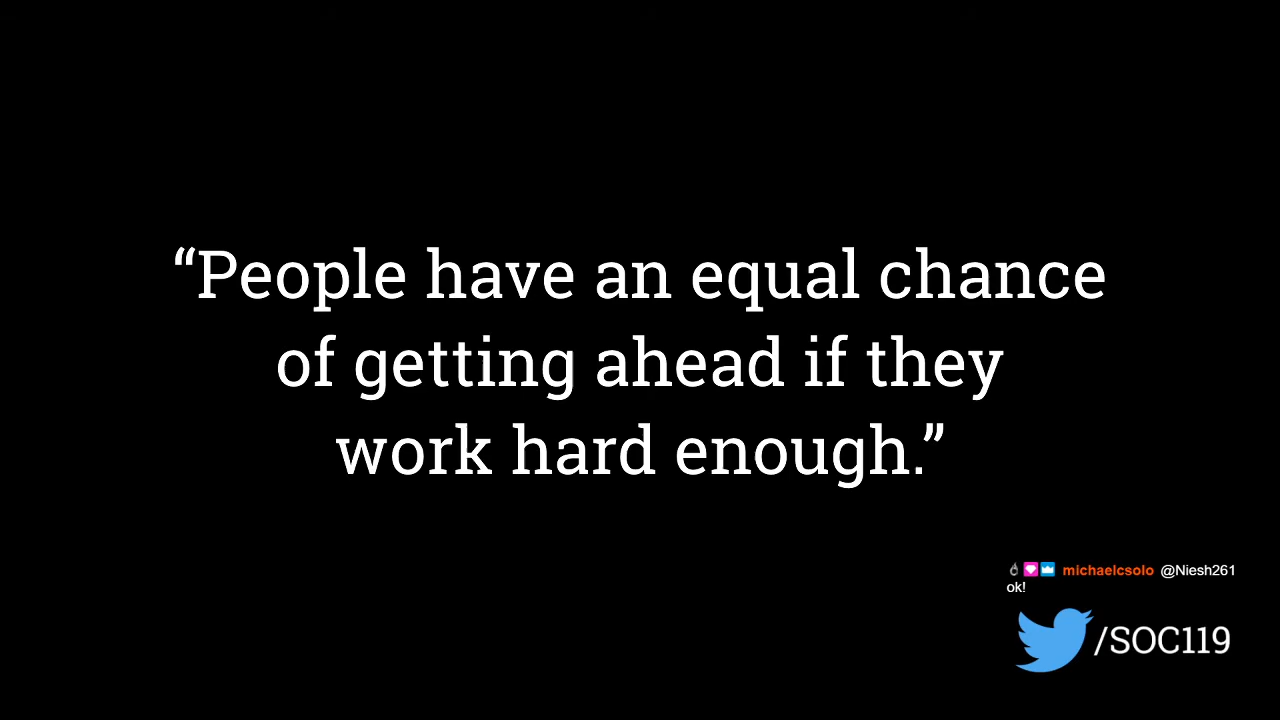 “People have an equal chance
of getting ahead if they
work hard enough.”
michaelcsolo @Niesh261
ok!
/SOC119